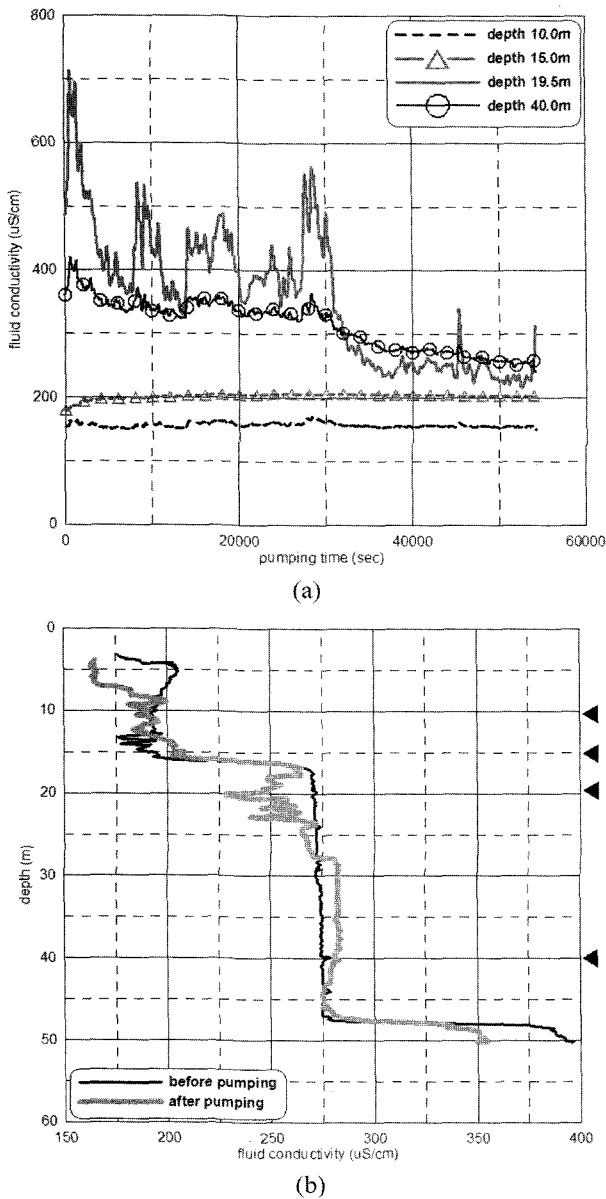 800
600
400
200
0
fluid conductivity (uS/cm)
depth 10.0m
depth 15.0m
depth 19.5m
depth 40.0m
0 20000 40000 60000
pumping time (sec)
(a)
0
10
20
30
40
50
60
depth (m)
before pumping
after pumping
150 200 250 300 350 400
fluid conductivity (uS/cm)
(b)